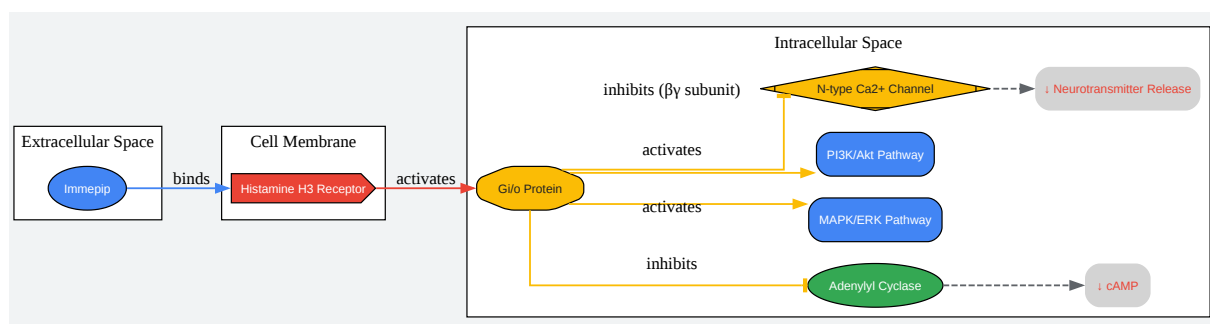 Intracellular Space
inhibits (βγ subunit)
N-type Ca2+ Channel
↓ Neurotransmitter Release
Extracellular Space
Cell Membrane
activates
PI3K/Akt Pathway
Immepip
binds
Histamine H3 Receptor
activates
Gi/o Protein
activates
MAPK/ERK Pathway
inhibits
Adenylyl Cyclase
↓ cAMP